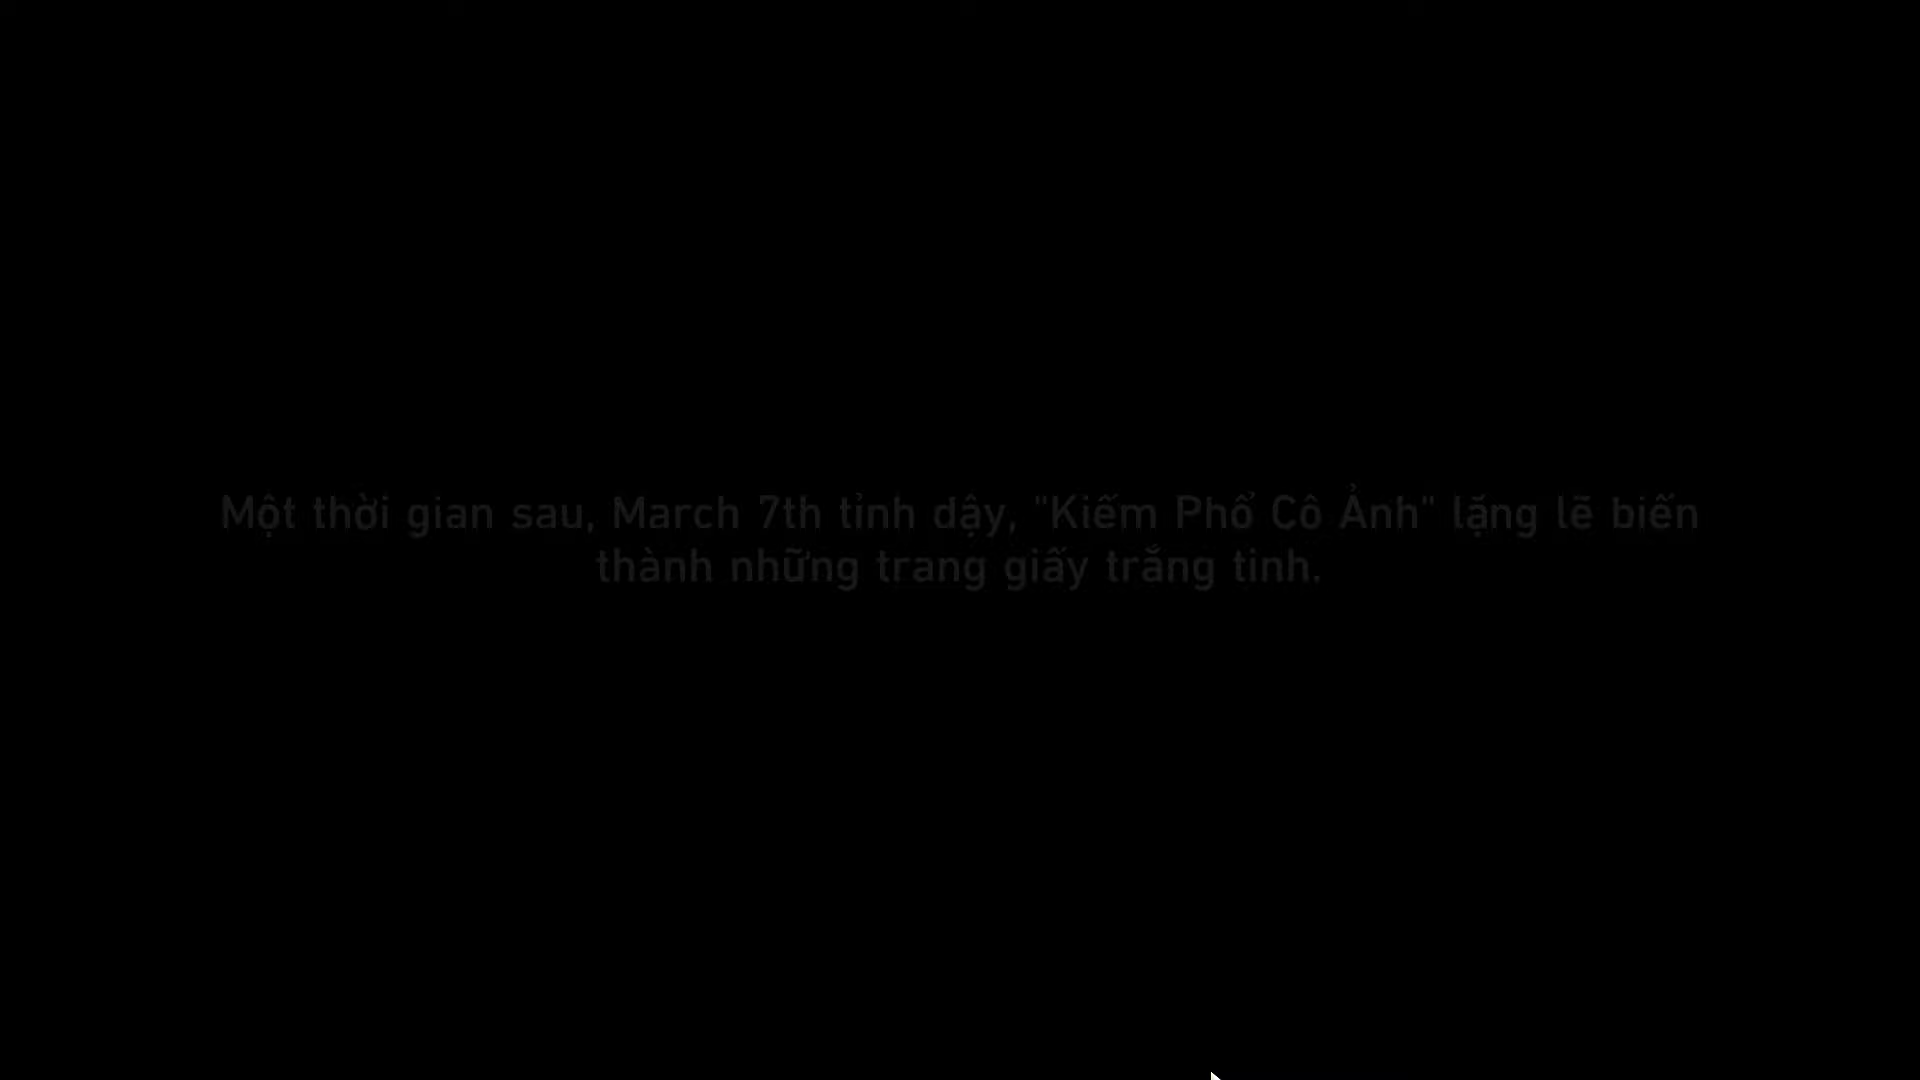 Một thời gian sau, March 7th tỉnh dậy, "Kiếm Phổ Cô Ảnh" lặng lẽ biến
thành những trang giấy trắng tinh.